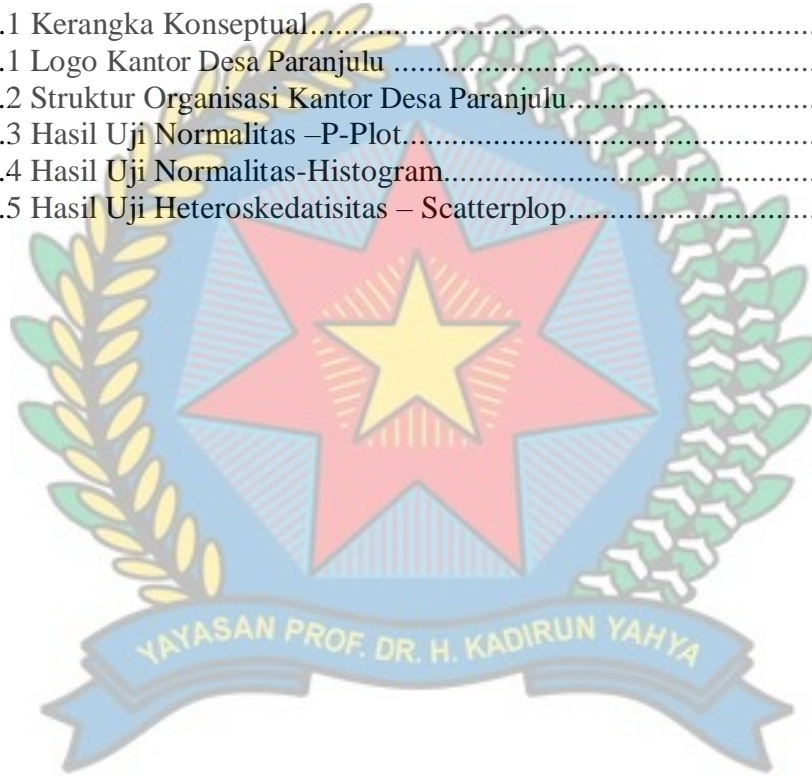 .1 Kerangka Konseptual....................................................
.1 Logo Kantor Desa Paranjulu ...........................................
.2 Struktur Organisasi Kantor Desa Paranjulu.........................
.3 Hasil Uji Normalitas –P-Plot..........................................
.4 Hasil Uji Normalitas-Histogram.....................................
.5 Hasil Uji Heteroskedatisitas – Scatterplop.........................
YAYASAN PROF. DR. H. KADIRUN YAHYA